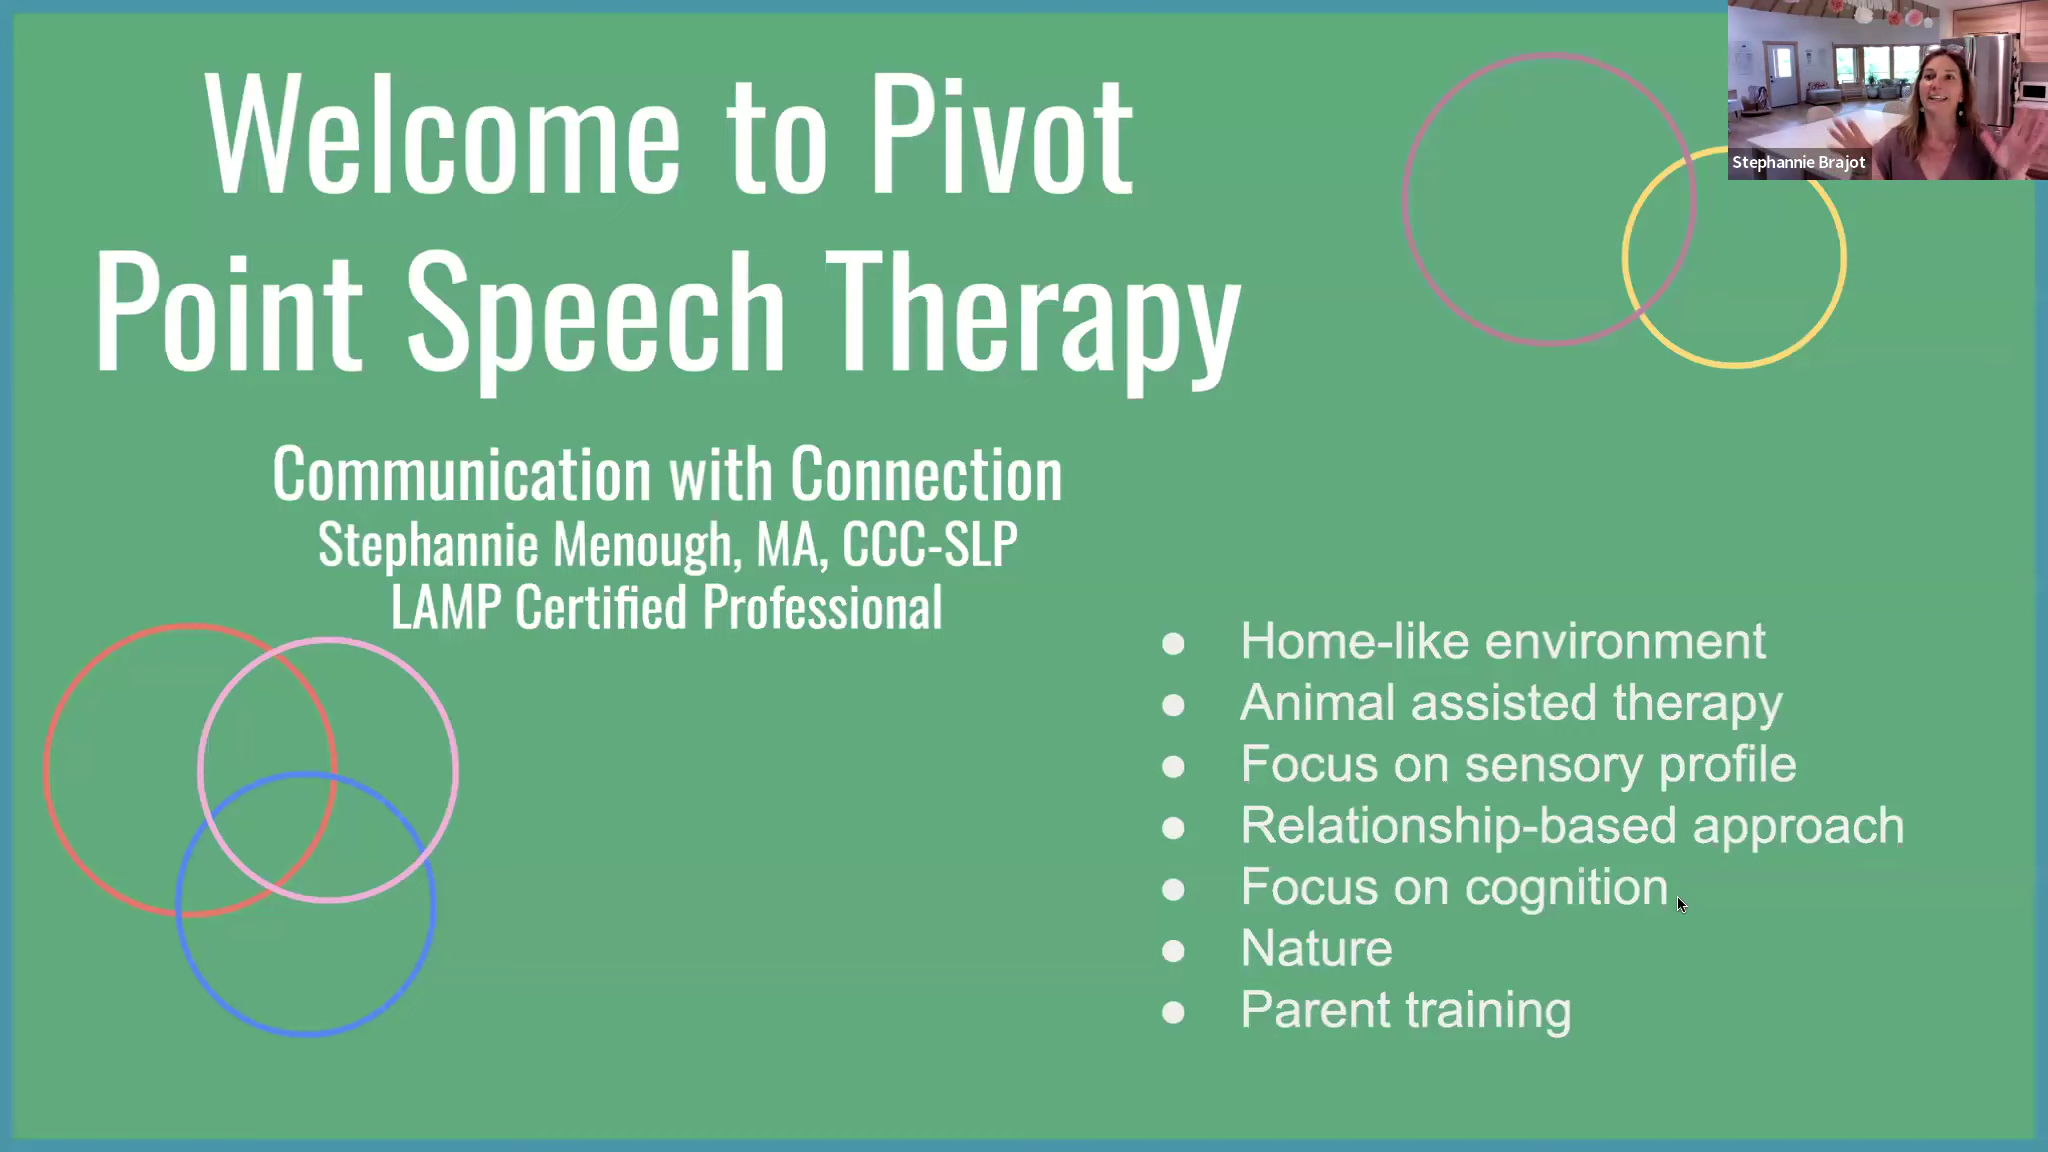 Welcome to Pivot
Point Speech Therapy
Communication with Connection
Stephannie Menough, MA, CCC-SLP
LAMP Certified Professional
Stephannie Brajot
● Home-like environment
● Animal assisted therapy
● Focus on sensory profile
● Relationship-based approach
● Focus on cognition
● Nature
● Parent training